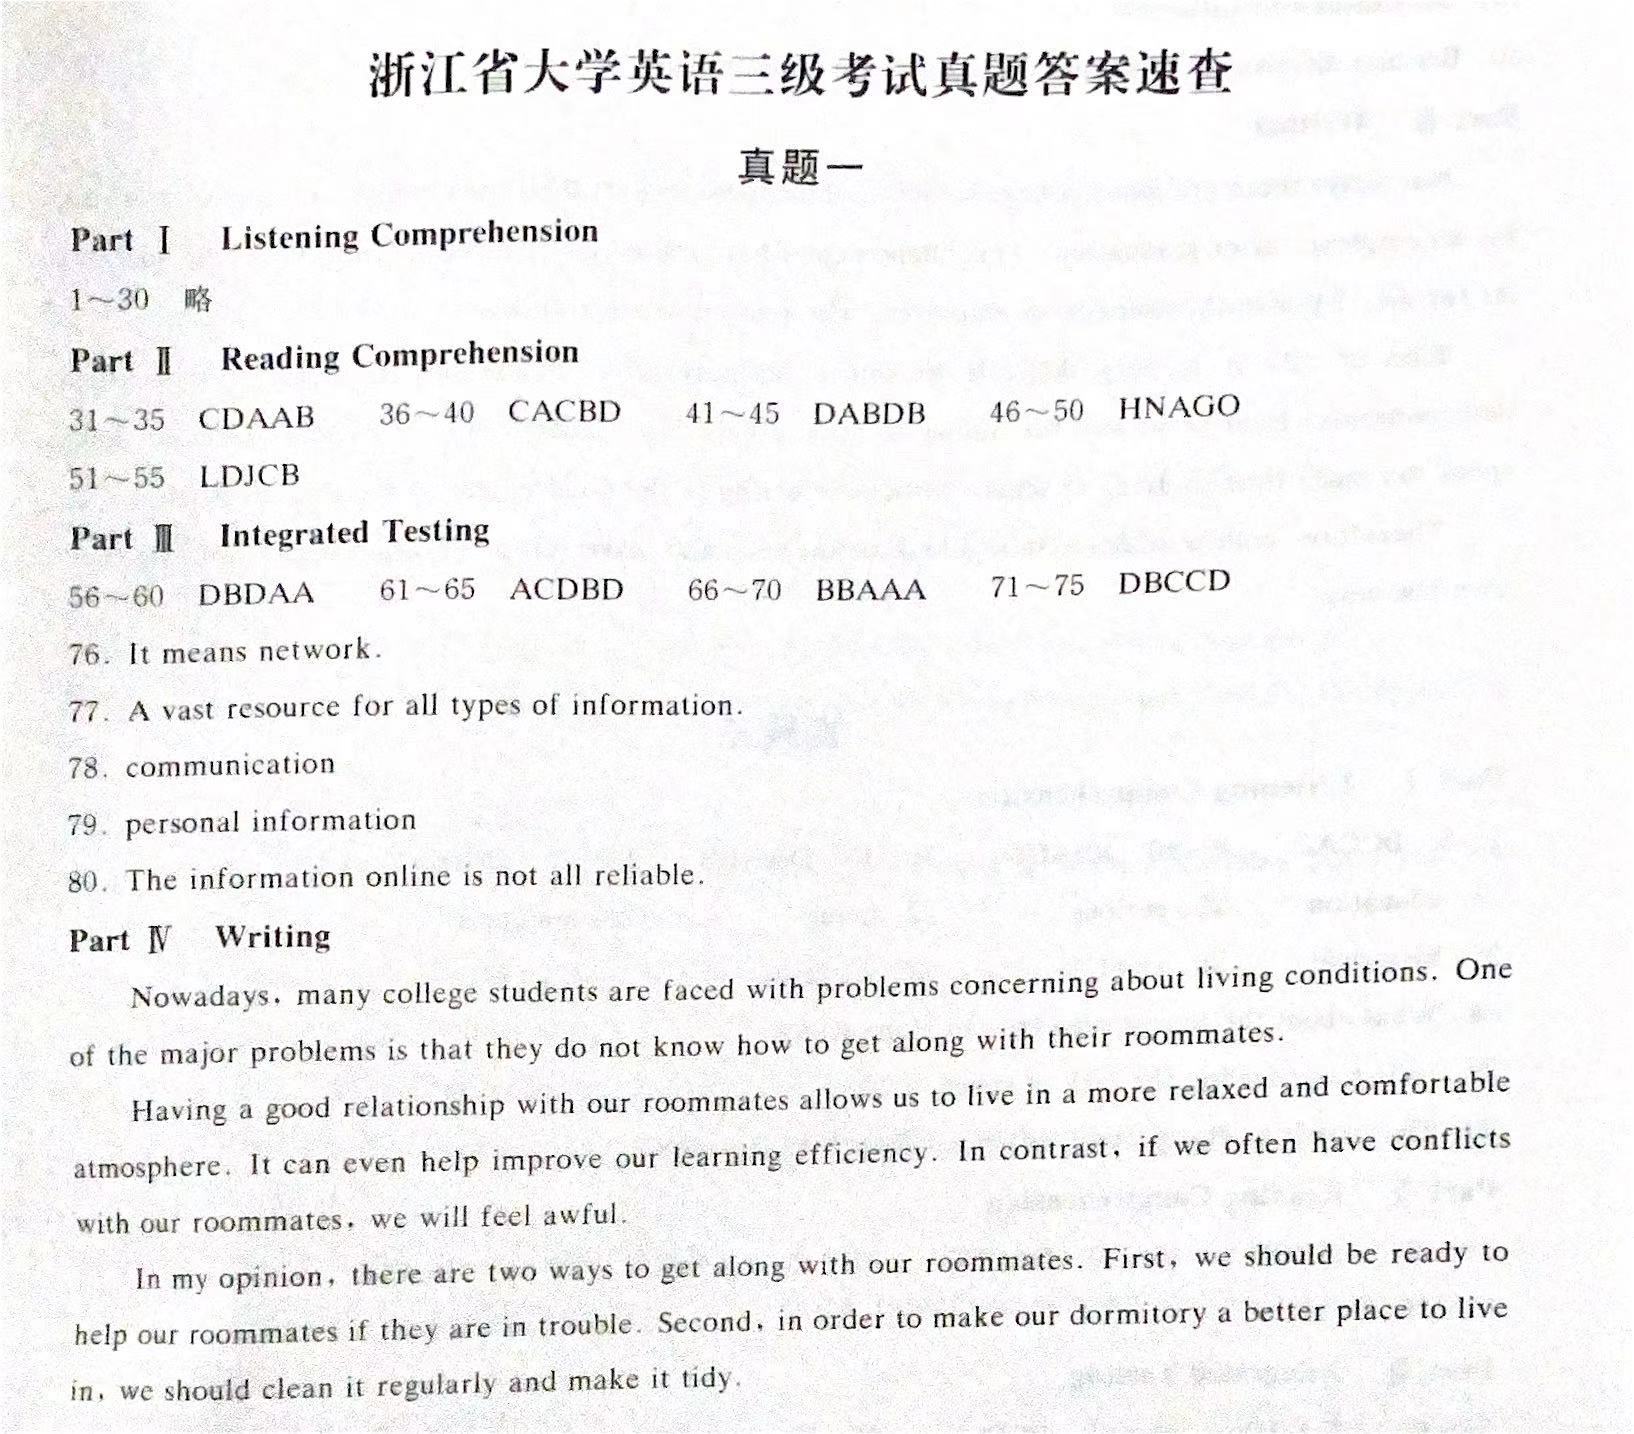 浙江省大学英语三级考试真题答案速查
真题一
Part Ⅰ Listening Comprehension
1～30 略
Part Ⅱ Reading Comprehension
31～35 CDAAB 36～40 CACBD 41～45 DABDB 46～50 HNAGO
51～55 LDJCB
Part Ⅲ Integrated Testing
56～60 DBDAA 61～65 ACDBD 66～70 BBAAA 71～75 DBCCD
76. It means network.
77. A vast resource for all types of information.
78. communication
79. personal information
80. The information online is not all reliable.
Part Ⅳ Writing
Nowadays, many college students are faced with problems concerning about living conditions. One
of the major problems is that they do not know how to get along with their roommates.
Having a good relationship with our roommates allows us to live in a more relaxed and comfortable
atmosphere. It can even help improve our learning efficiency. In contrast, if we often have conflicts
with our roommates, we will feel awful.
In my opinion, there are two ways to get along with our roommates. First, we should be ready to
help our roommates if they are in trouble. Second, in order to make our dormitory a better place to live
in, we should clean it regularly and make it tidy.